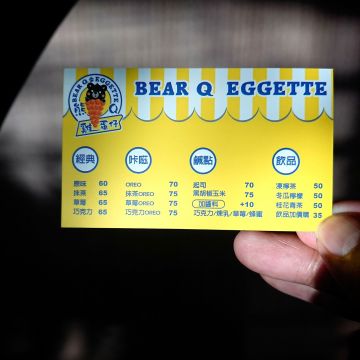 BEAR Q EGGETTE
BEAR Q EGGETTE
熊 Q
雞蛋仔
經典
原味 60
抹茶 65
草莓 65
巧克力 65
咔滋
OREO 70
抹茶OREO 75
草莓OREO 75
巧克力OREO 75
鹹點
起司 70
黑胡椒玉米 75
加醬料 +10
巧克力/煉乳/草莓/蜂蜜
飲品
凍檸茶 50
冬瓜檸檬 50
桂花青茶 50
飲品加價購 35